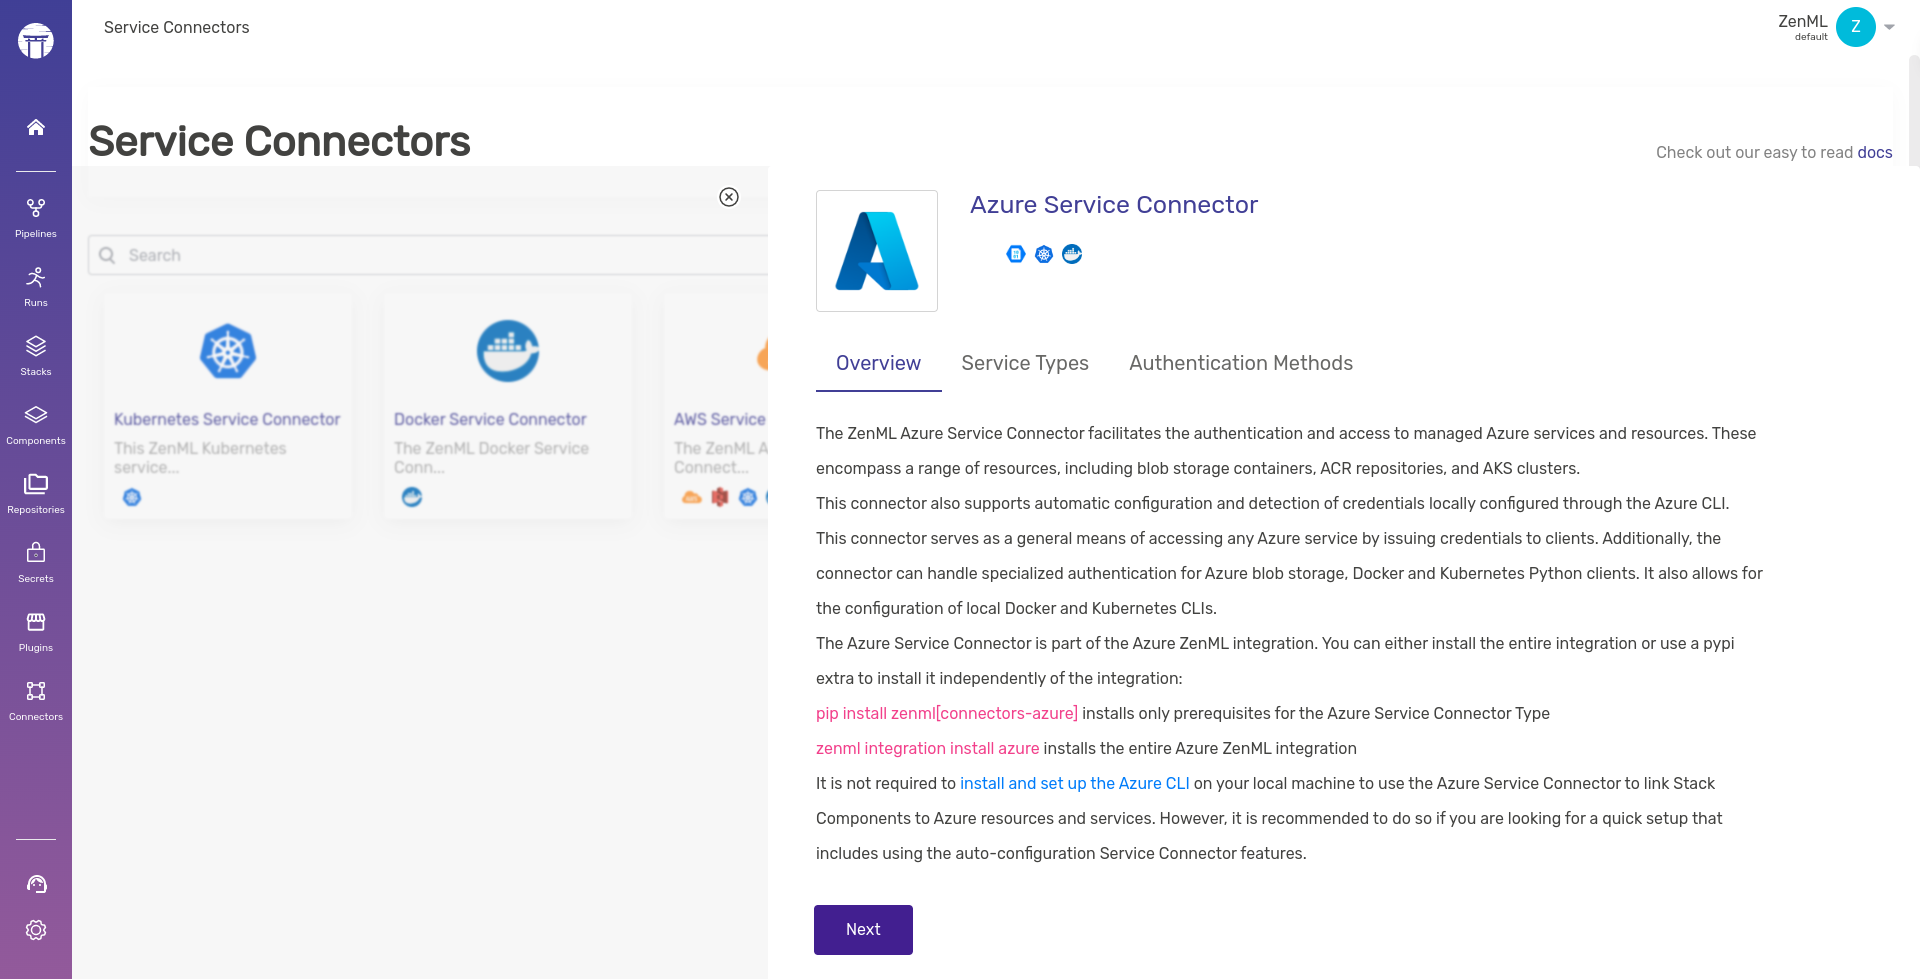 Service Connectors
ZenML
default
Z
Service Connectors
Check out our easy to read docs
Pipelines
Runs
Stacks
Components
Repositories
Secrets
Plugins
Connectors
Search
Kubernetes Service Connector
This ZenML Kubernetes
service...
Docker Service Connector
The ZenML Docker Service
Conn...
AWS Service
The ZenML A
Connect...
Azure Service Connector
Overview
Service Types
Authentication Methods
The ZenML Azure Service Connector facilitates the authentication and access to managed Azure services and resources. These
encompass a range of resources, including blob storage containers, ACR repositories, and AKS clusters.
This connector also supports automatic configuration and detection of credentials locally configured through the Azure CLI.
This connector serves as a general means of accessing any Azure service by issuing credentials to clients. Additionally, the
connector can handle specialized authentication for Azure blob storage, Docker and Kubernetes Python clients. It also allows for
the configuration of local Docker and Kubernetes CLIs.
The Azure Service Connector is part of the Azure ZenML integration. You can either install the entire integration or use a pypi
extra to install it independently of the integration:
pip install zenml[connectors-azure] installs only prerequisites for the Azure Service Connector Type
zenml integration install azure installs the entire Azure ZenML integration
It is not required to install and set up the Azure CLI on your local machine to use the Azure Service Connector to link Stack
Components to Azure resources and services. However, it is recommended to do so if you are looking for a quick setup that
includes using the auto-configuration Service Connector features.
Next